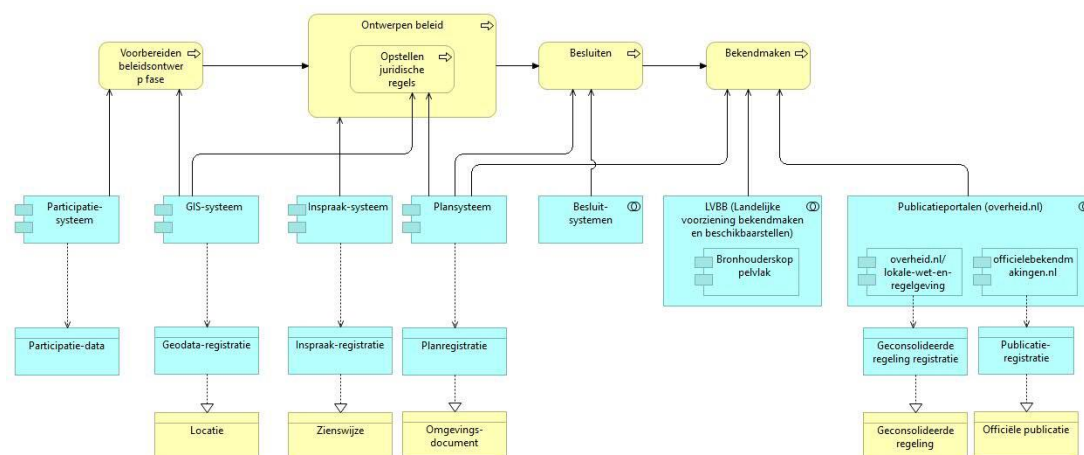 Ontwerpen beleid
Voorbereiden
beleidsontwer
p fase
Opstellen
juridische
regels
Besluiten
Bekendmaken
Participatie-
systeem
GIS-systeem
Inspraak-systeem
Plansysteem
Besluit-
systemen
LVBB (Landelijke
voorziening bekendmaken
en beschikbaarstellen)
Bronhouderskop
pelvlak
Publicatieportalen (overheid.nl)
overheid.nl/
lokale-wet-en-
regelgeving
officielebekendm
akingen.nl
Participatie-data
Geodata-registratie
Inspraak-registratie
Planregistratie
Geconsolideerde
regeling registratie
Publicatie-
registratie
Locatie
Zienswijze
Omgevings-
document
Geconsolideerde
regeling
Officiële publicatie